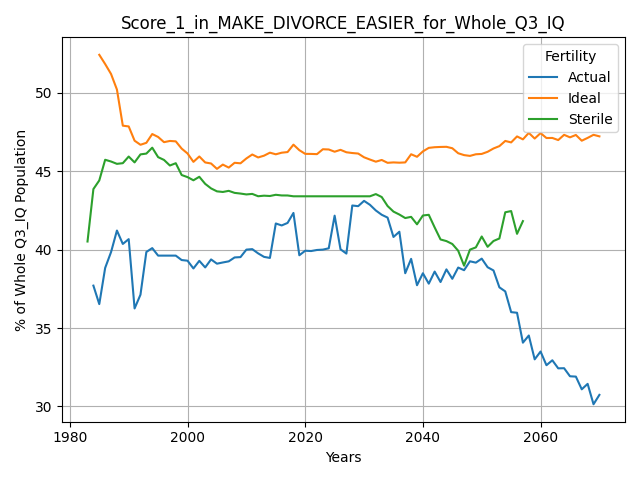 Score_1_in_MAKE_DIVORCE_EASIER_for_Whole_Q3_IQ
Fertility
Actual
Ideal
Sterile
% of Whole Q3_IQ Population
50
45
40
35
30
1980
2000
2020
2040
2060
Years